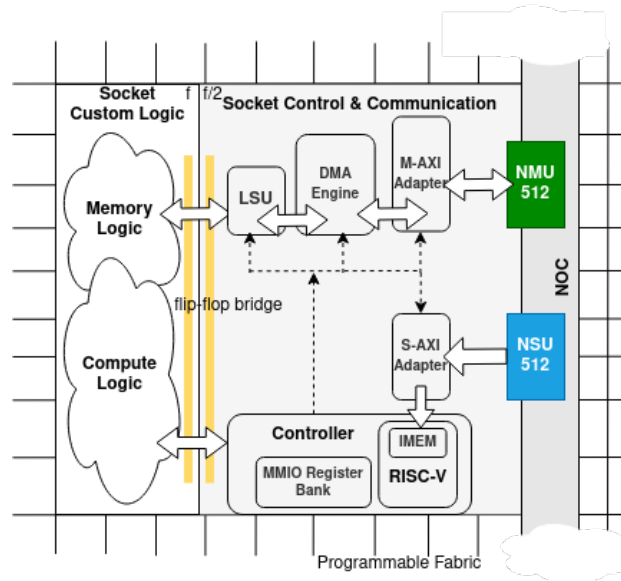 Socket
Custom Logic
f
f/2
Socket Control & Communication
Memory
Logic
LSU
DMA
Engine
M-AXI
Adapter
NMU
512
NOC
flip-flop bridge
Compute
Logic
S-AXI
Adapter
NSU
512
Controller
MMIO Register
Bank
IMEM
RISC-V
Programmable Fabric